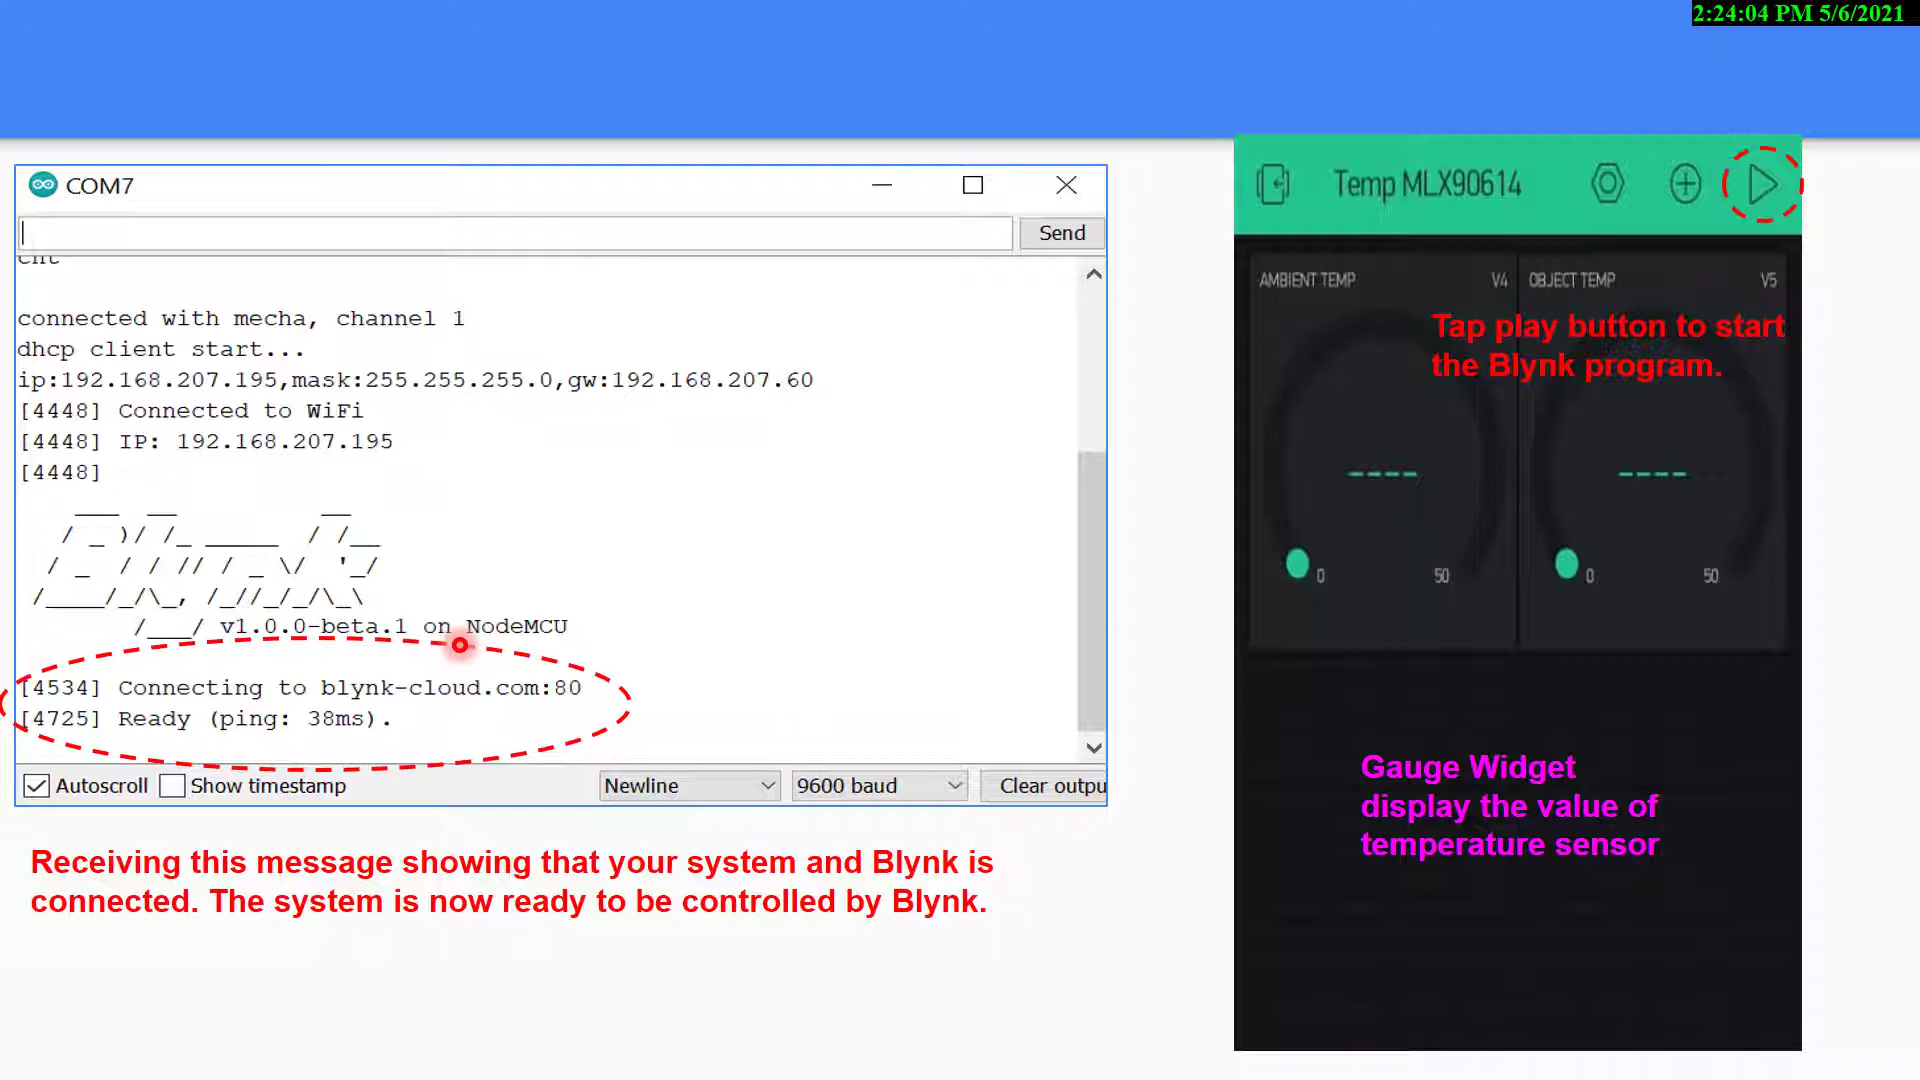 2:24:04 PM 5/6/2021
COM7
Send
connected with mecha, channel 1
dhcp client start...
ip:192.168.207.195,mask:255.255.255.0,gw:192.168.207.60
[4448] Connected to WiFi
[4448] IP: 192.168.207.195
[4448]
Blynk
v1.0.0-beta.1 on NodeMCU
[4534] Connecting to blynk-cloud.com:80
[4725] Ready (ping: 38ms).
Autoscroll Show timestamp Newline 9600 baud Clear outpu
Receiving this message showing that your system and Blynk is
connected. The system is now ready to be controlled by Blynk.
Temp MLX90614
AMBIENT TEMP V4 OBJECT TEMP V5
Tap play button to start
the Blynk program.
---- ----
0 50 0 50
Gauge Widget
display the value of
temperature sensor